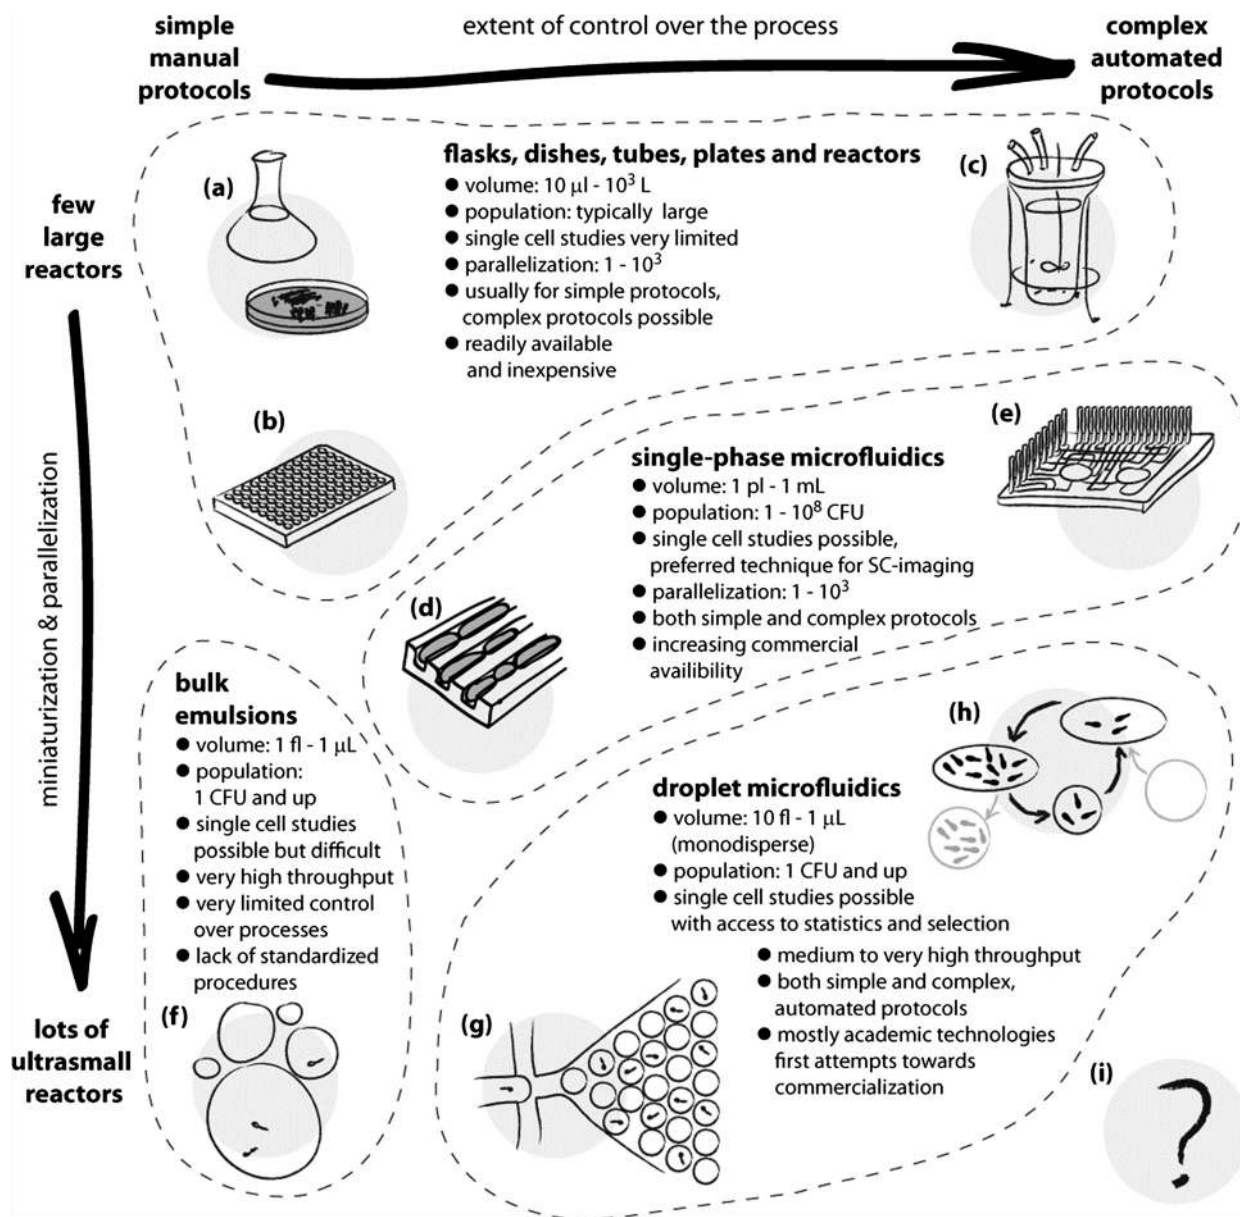 simple
manual
protocols
extent of control over the process
complex
automated
protocols
few
large
reactors
miniaturization & parallelization
lots of
ultrasmall
reactors
(a)
flasks, dishes, tubes, plates and reactors
● volume: 10 μl - 10³ L
● population: typically large
● single cell studies very limited
● parallelization: 1 - 10³
● usually for simple protocols,
complex protocols possible
● readily available
and inexpensive
(c)
(b)
(e)
single-phase microfluidics
● volume: 1 pl - 1 mL
● population: 1 - 10⁸ CFU
● single cell studies possible,
preferred technique for SC-imaging
● parallelization: 1 - 10³
● both simple and complex protocols
● increasing commercial
availibility
(d)
bulk
emulsions
● volume: 1 fl - 1 μL
● population:
1 CFU and up
● single cell studies
possible but difficult
● very high throughput
● very limited control
over processes
● lack of standardized
procedures
(f)
(h)
droplet microfluidics
● volume: 10 fl - 1 μL
(monodisperse)
● population: 1 CFU and up
● single cell studies possible
with access to statistics and selection
● medium to very high throughput
● both simple and complex,
automated protocols
● mostly academic technologies
first attempts towards
commercialization
(g)
(i)
?